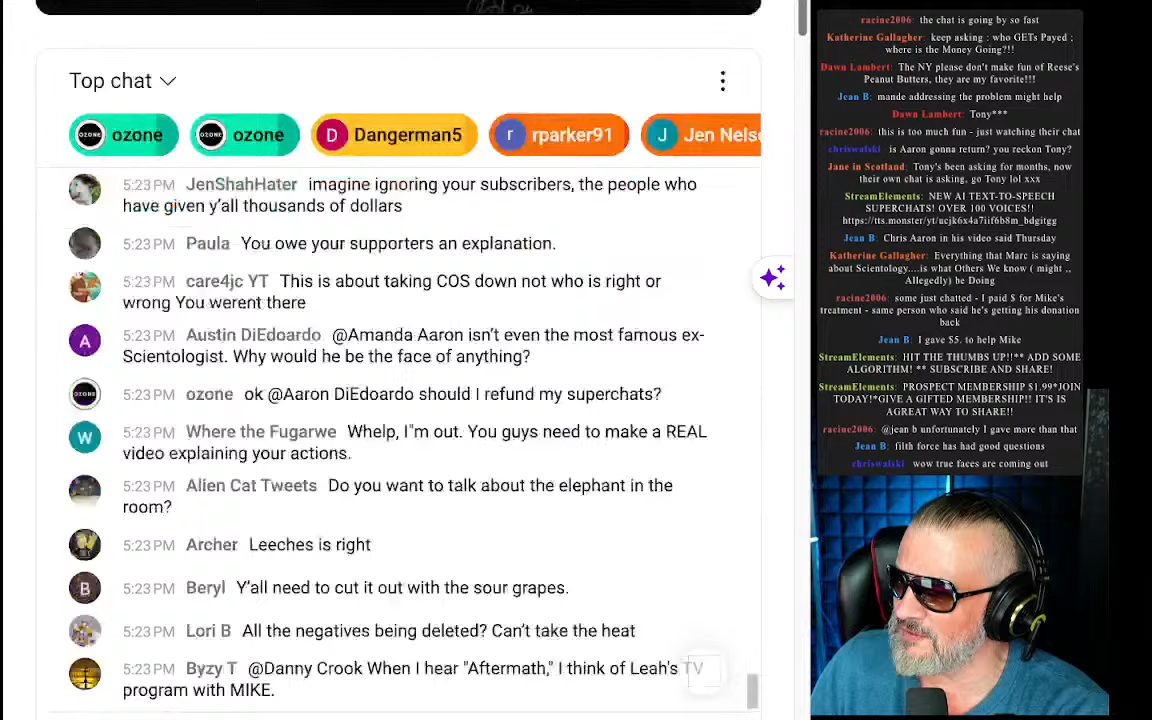 Top chat
OZONE ozone
OZONE ozone
D Dangerman5
r rparker91
J Jen Nels
5:23 PM JenShahHater imagine ignoring your subscribers, the people who
have given y'all thousands of dollars
5:23 PM Paula You owe your supporters an explanation.
5:23 PM care4jc YT This is about taking COS down not who is right or
wrong You werent there
A 5:23 PM Austin DiEdoardo @Amanda Aaron isn't even the most famous ex-
Scientologist. Why would he be the face of anything?
OZONE 5:23 PM ozone ok @Aaron DiEdoardo should I refund my superchats?
W 5:23 PM Where the Fugarwe Whelp, I"m out. You guys need to make a REAL
video explaining your actions.
5:23 PM Alien Cat Tweets Do you want to talk about the elephant in the
room?
5:23 PM Archer Leeches is right
B 5:23 PM Beryl Y'all need to cut it out with the sour grapes.
5:23 PM Lori B All the negatives being deleted? Can't take the heat
5:23 PM Byzy T @Danny Crook When I hear "Aftermath," I think of Leah's TV
program with MIKE.
racine2006: the chat is going by so fast
Katherine Gallagher: keep asking : who GETs Payed ;
where is the Money Going?!!
Dawn Lambert: The NY please don't make fun of Reese's
Peanut Butters, they are my favorite!!!
Jean B: mande addressing the problem might help
Dawn Lambert: Tony***
racine2006: this is too much fun - just watching their chat
chriswalski: is Aaron gonna return? you reckon Tony?
Jane in Scotland: Tony's been asking for months, now
their own chat is asking, go Tony lol xxx
StreamElements: NEW AI TEXT-TO-SPEECH
SUPERCHATS! OVER 100 VOICES!!
https://tts.monster/yt/ucjk6x4a7iif6b8m_bdgitgg
Jean B: Chris Aaron in his video said Thursday
Katherine Gallagher: Everything that Marc is saying
about Scientology....is what Others We know ( might ,,
Allegedly) be Doing
racine2006: some just chatted - I paid $ for Mike's
treatment - same person who said he's getting his donation
back
Jean B: I gave $5. to help Mike
StreamElements: HIT THE THUMBS UP!!** ADD SOME
ALGORITHM! ** SUBSCRIBE AND SHARE!
StreamElements: PROSPECT MEMBERSHIP $1.99*JOIN
TODAY!*GIVE A GIFTED MEMBERSHIP!! IT'S IS
AGREAT WAY TO SHARE!!
racine2006: @jean b unfortunately I gave more than that
Jean B: filth force has had good questions
chriswalski: wow true faces are coming out